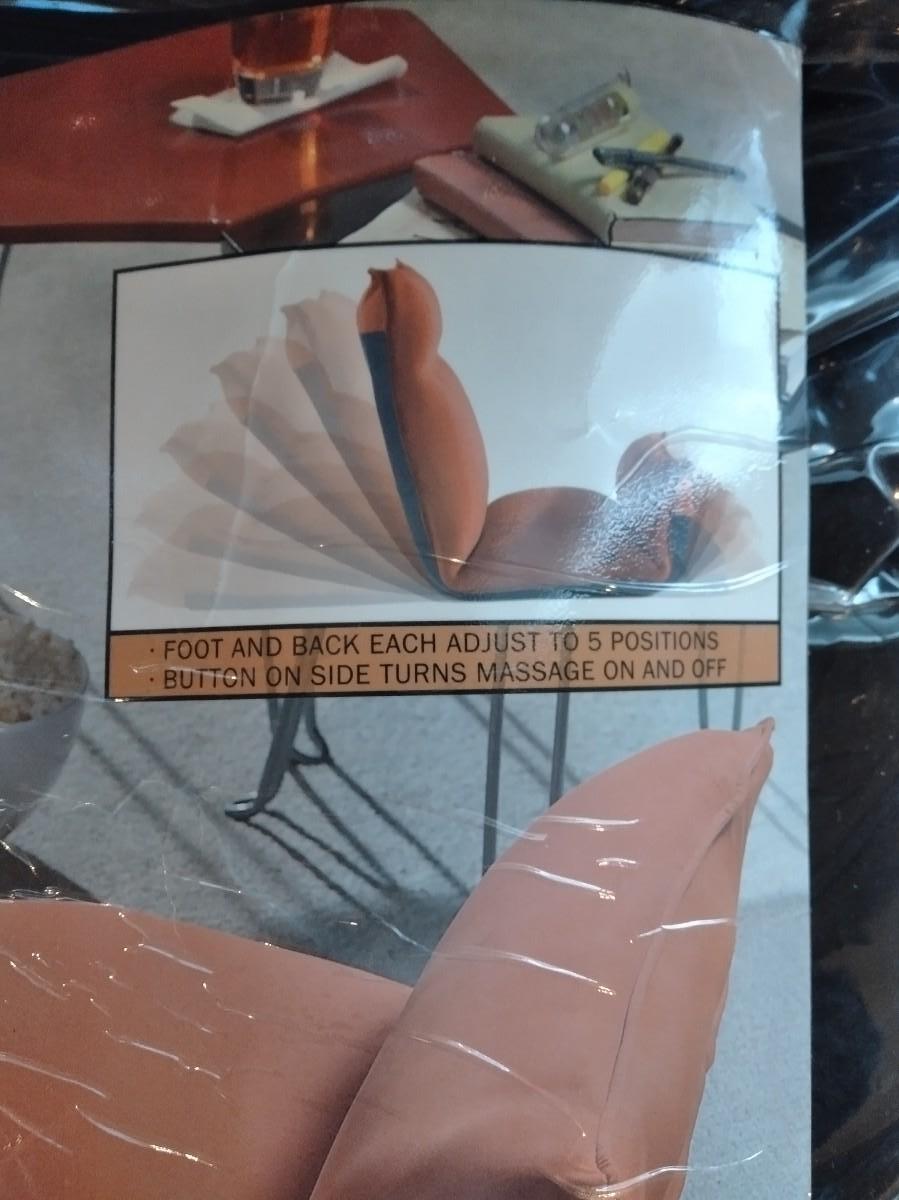 · FOOT AND BACK EACH ADJUST TO 5 POSITIONS
· BUTTON ON SIDE TURNS MASSAGE ON AND OFF